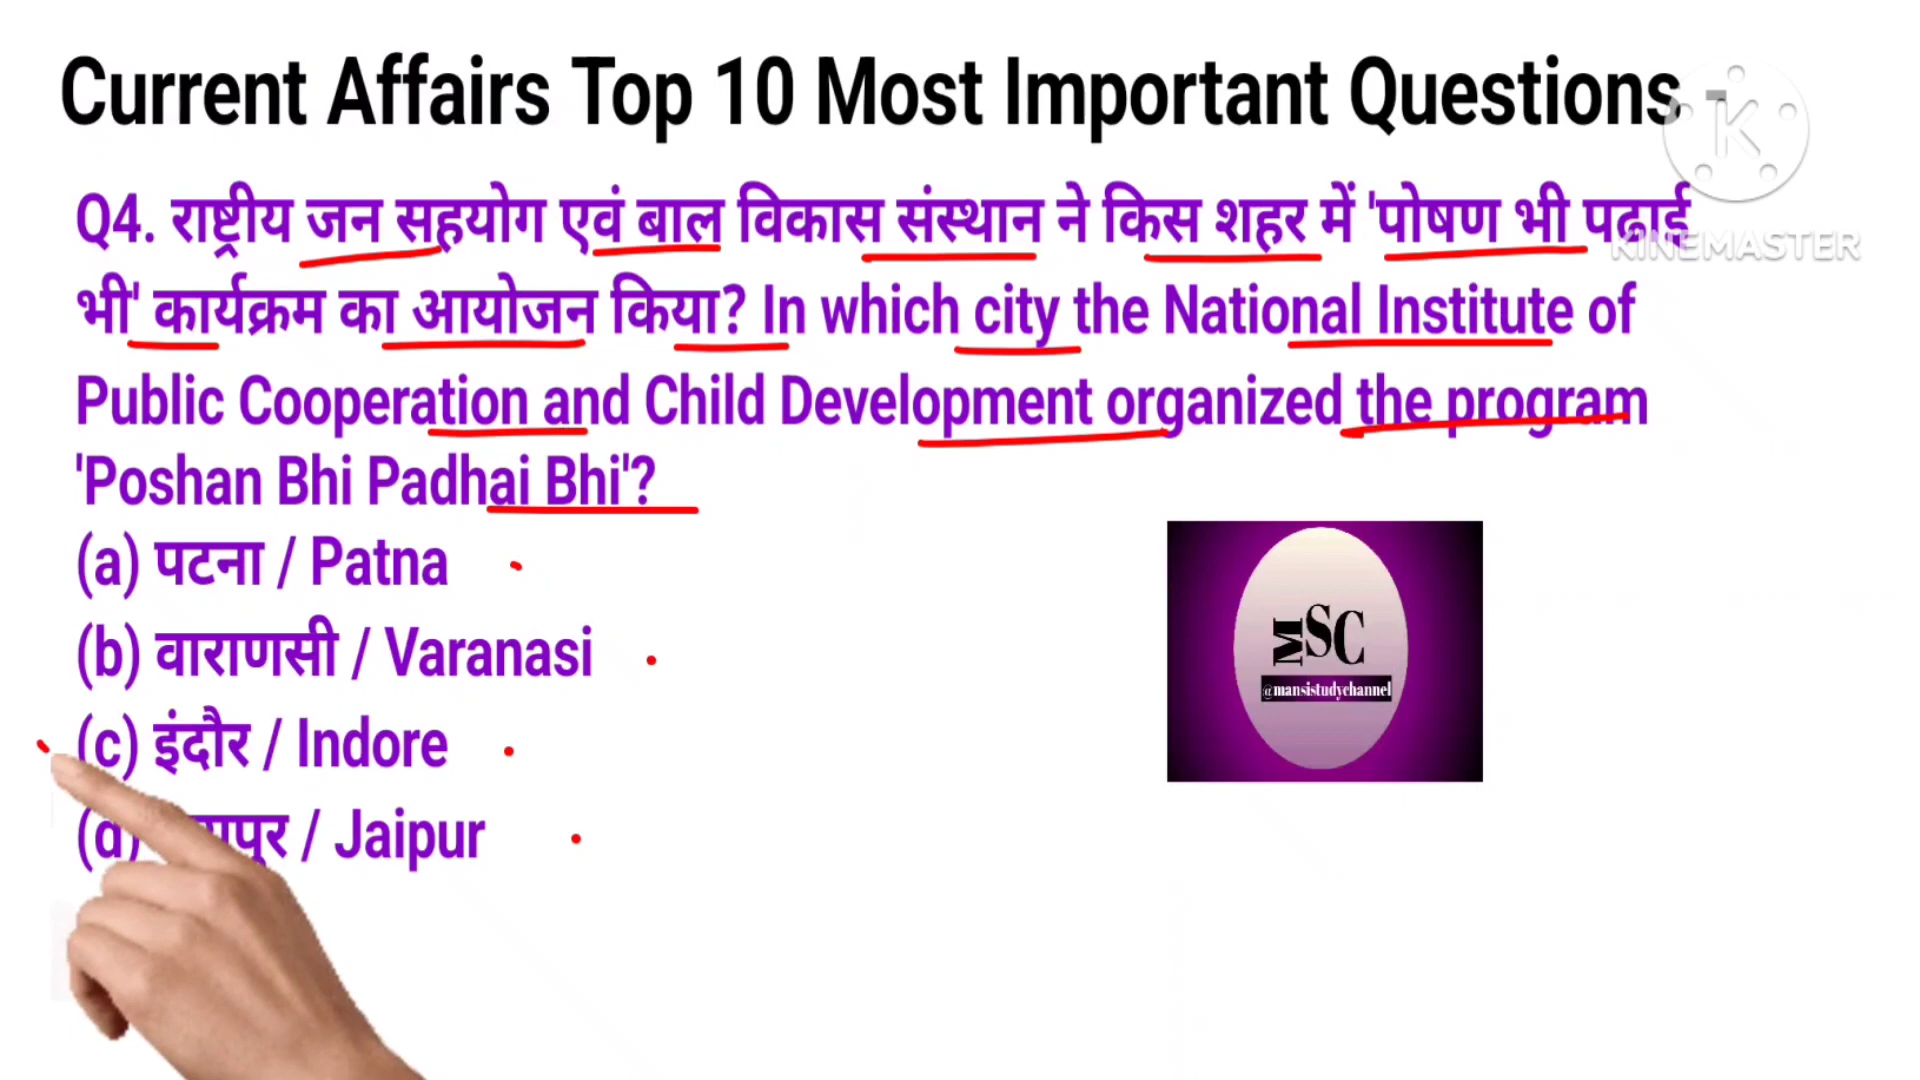 Current Affairs Top 10 Most Important Questions -
Q4. राष्ट्रीय जन सहयोग एवं बाल विकास संस्थान ने किस शहर में 'पोषण भी पढाई
भी' कार्यक्रम का आयोजन किया? In which city the National Institute of
Public Cooperation and Child Development organized the program
'Poshan Bhi Padhai Bhi'?
(a) पटना / Patna
(b) वाराणसी / Varanasi
(c) इंदौर / Indore
(d) / Jaipur
K
KINEMASTER
MSC
@mansistudychannel